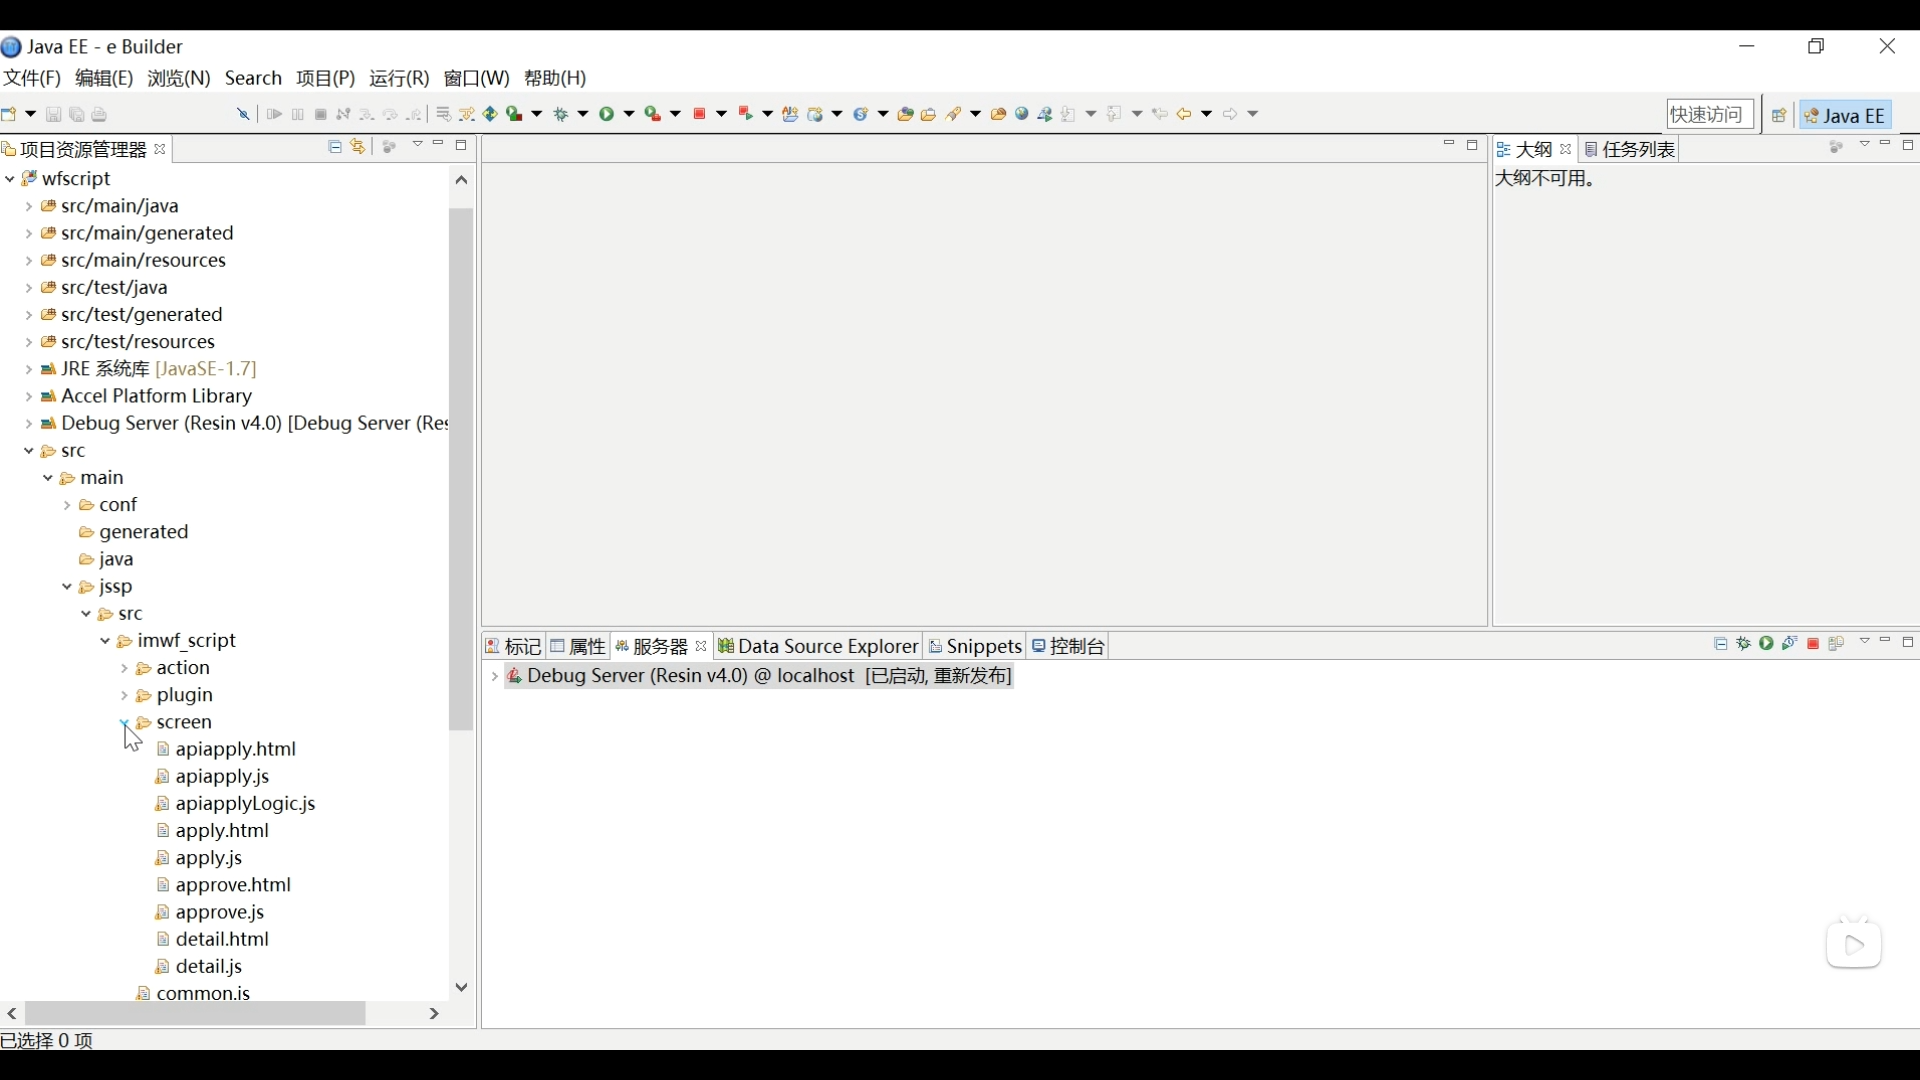 Java EE - e Builder
文件(F) 编辑(E) 浏览(N) Search 项目(P) 运行(R) 窗口(W) 帮助(H)
快速访问 Java EE
项目资源管理器
wfscript
src/main/java
src/main/generated
src/main/resources
src/test/java
src/test/generated
src/test/resources
JRE 系统库 [JavaSE-1.7]
Accel Platform Library
Debug Server (Resin v4.0) [Debug Server (Res
src
main
conf
generated
java
jssp
src
imwf_script
action
plugin
screen
apiapply.html
apiapply.js
apiapplyLogic.js
apply.html
apply.js
approve.html
approve.js
detail.html
detail.js
common.js
大纲 任务列表
大纲不可用。
标记 属性 服务器 Data Source Explorer Snippets 控制台
Debug Server (Resin v4.0) @ localhost [已启动, 重新发布]
已选择 0 项